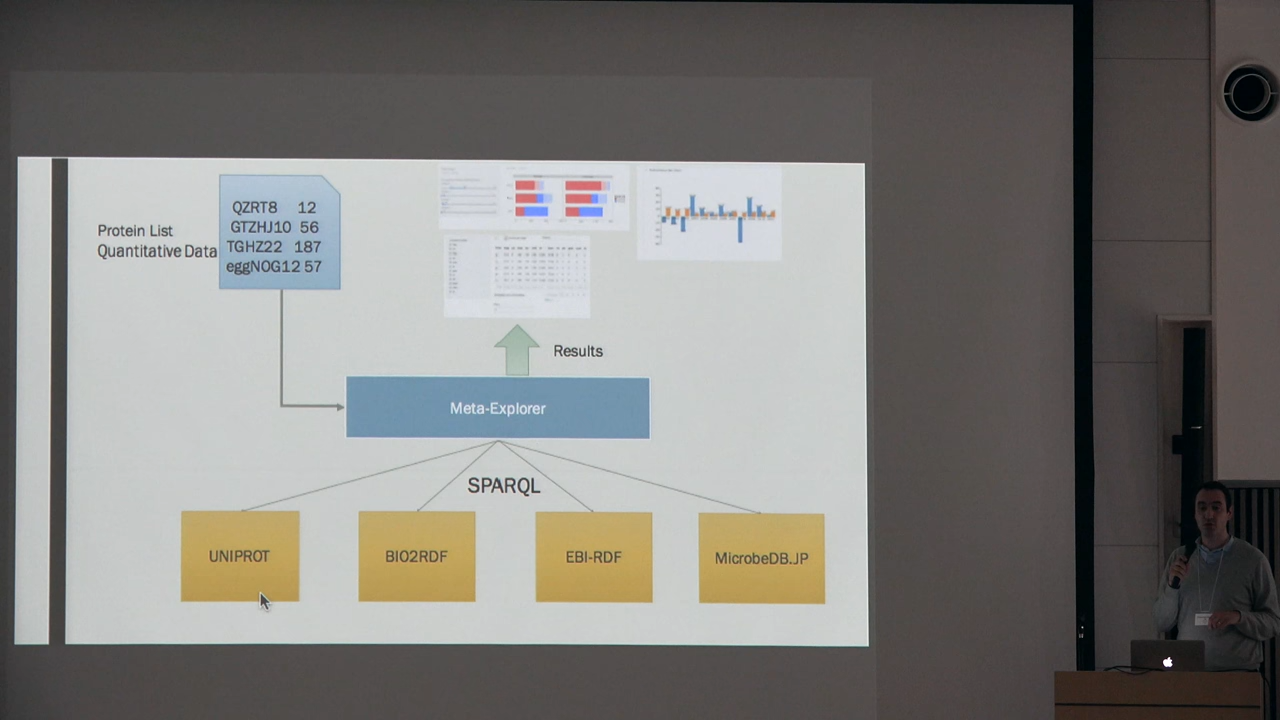 Protein List
Quantitative Data
QZRT8 12
GTZHJ10 56
TGHZ22 187
eggNOG12 57
Results
Meta-Explorer
SPARQL
UNIPROT
BIO2RDF
EBI-RDF
MicrobeDB.JP